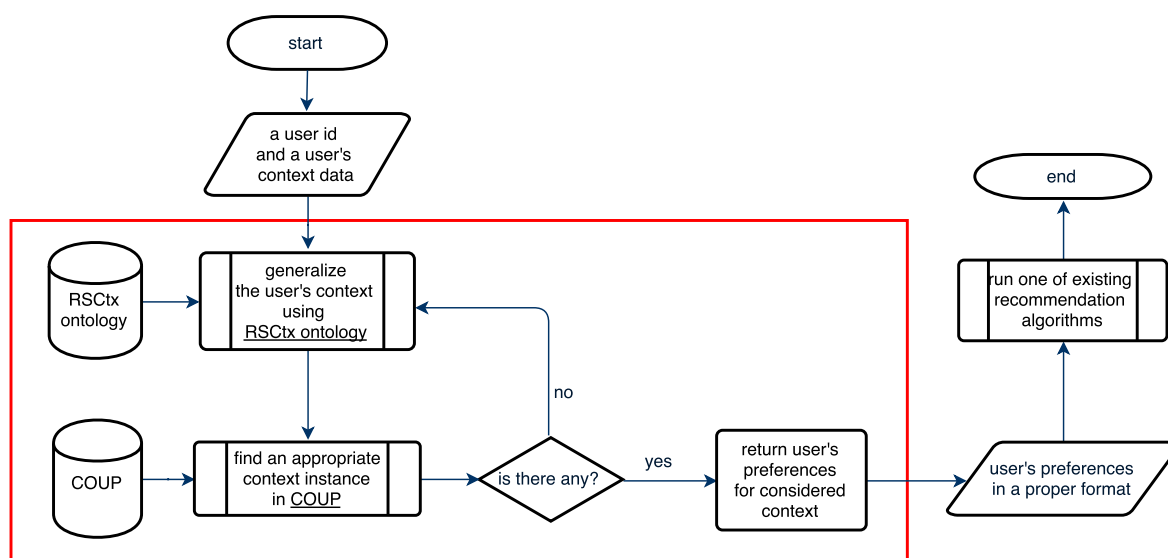 start
a user id
and a user's
context data
RSCtx
ontology
generalize
the user's context
using
RSCtx ontology
no
COUP
find an appropriate
context instance
in COUP
is there any?
yes
return user's
preferences
for considered
context
user's preferences
in a proper format
run one of existing
recommendation
algorithms
end